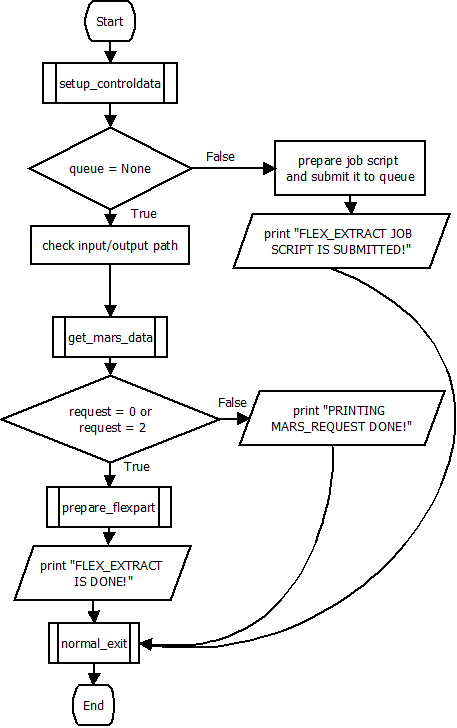 Start
setup_controldata
queue = None
False
prepare job script
and submit it to queue
True
print "FLEX_EXTRACT JOB
SCRIPT IS SUBMITTED!"
check input/output path
get_mars_data
request = 0 or
request = 2
False
print "PRINTING
MARS_REQUEST DONE!"
True
prepare_flexpart
print "FLEX_EXTRACT
IS DONE!"
normal_exit
End